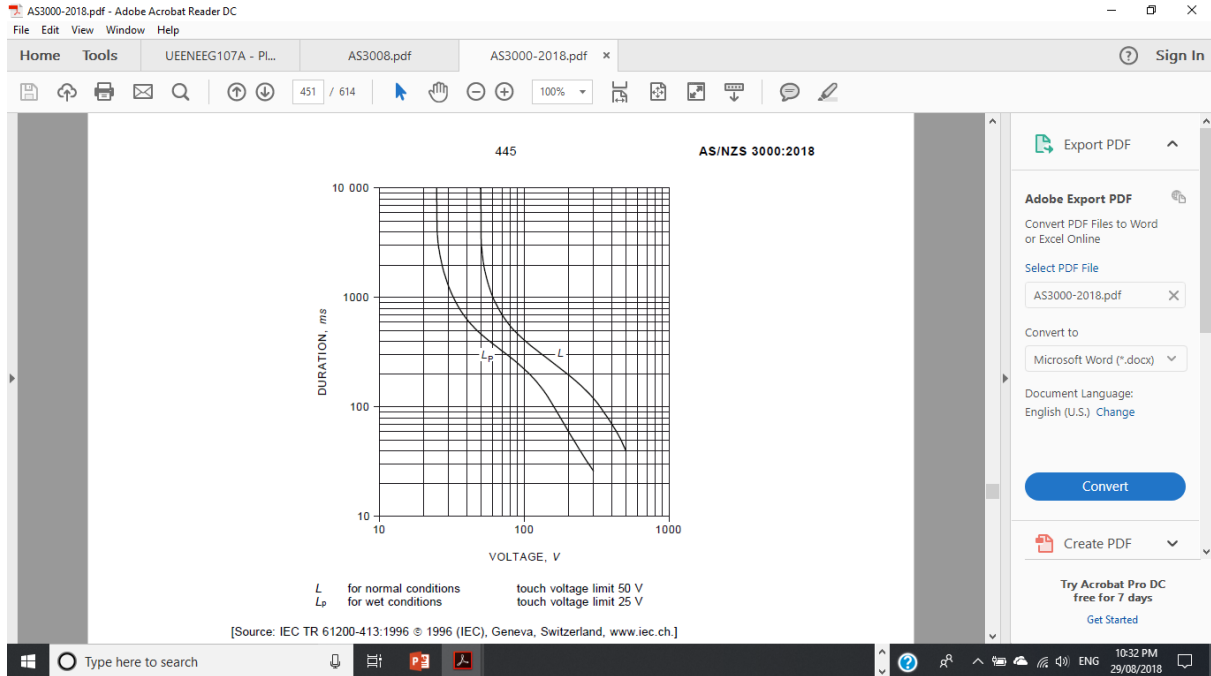 AS3000-2018.pdf - Adobe Acrobat Reader DC
File Edit View Window Help
Home Tools UEENEEG107A - Pl... AS3008.pdf AS3000-2018.pdf × ? Sign In
451 / 614 100%
445 AS/NZS 3000:2018
10 000
1000
100
10
DURATION, ms
Lp L
10 100 1000
VOLTAGE, V
L for normal conditions touch voltage limit 50 V
Lp for wet conditions touch voltage limit 25 V
[Source: IEC TR 61200-413:1996 © 1996 (IEC), Geneva, Switzerland, www.iec.ch.]
Export PDF
Adobe Export PDF
Convert PDF Files to Word
or Excel Online
Select PDF File
AS3000-2018.pdf ×
Convert to
Microsoft Word (*.docx)
Document Language:
English (U.S.) Change
Convert
Create PDF
Try Acrobat Pro DC
free for 7 days
Get Started
Type here to search
ENG 10:32 PM
29/08/2018